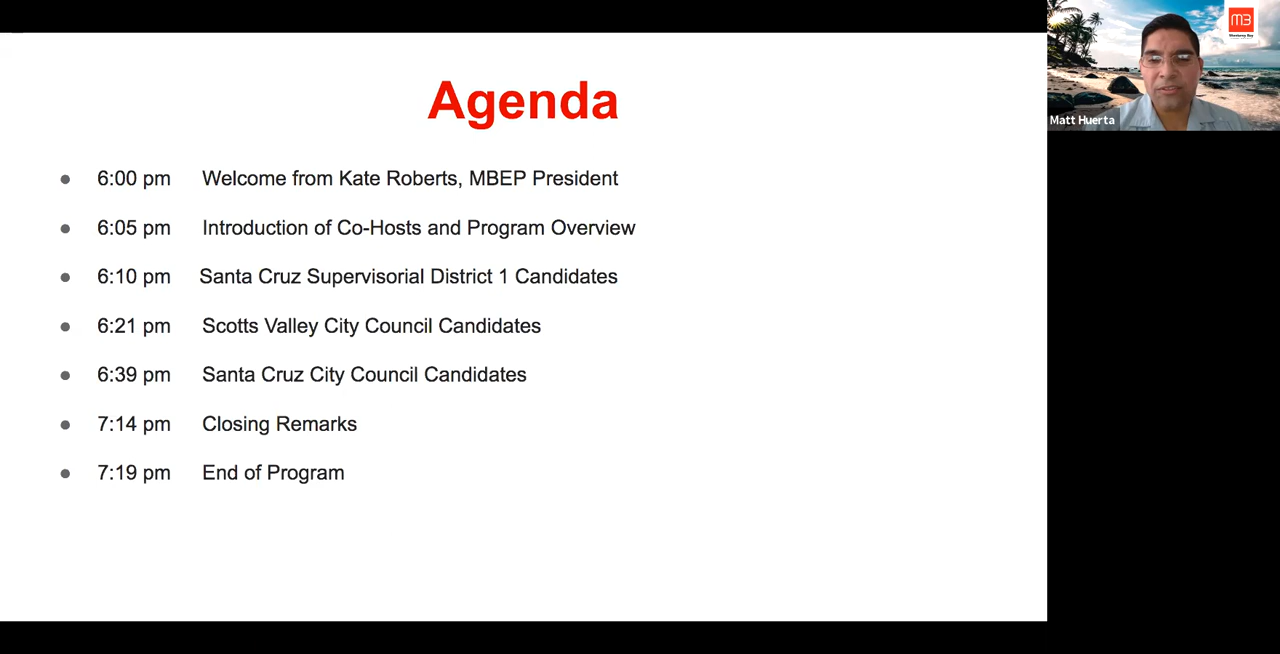 Agenda
● 6:00 pm Welcome from Kate Roberts, MBEP President
● 6:05 pm Introduction of Co-Hosts and Program Overview
● 6:10 pm Santa Cruz Supervisorial District 1 Candidates
● 6:21 pm Scotts Valley City Council Candidates
● 6:39 pm Santa Cruz City Council Candidates
● 7:14 pm Closing Remarks
● 7:19 pm End of Program
M3
Monterey Bay
Matt Huerta